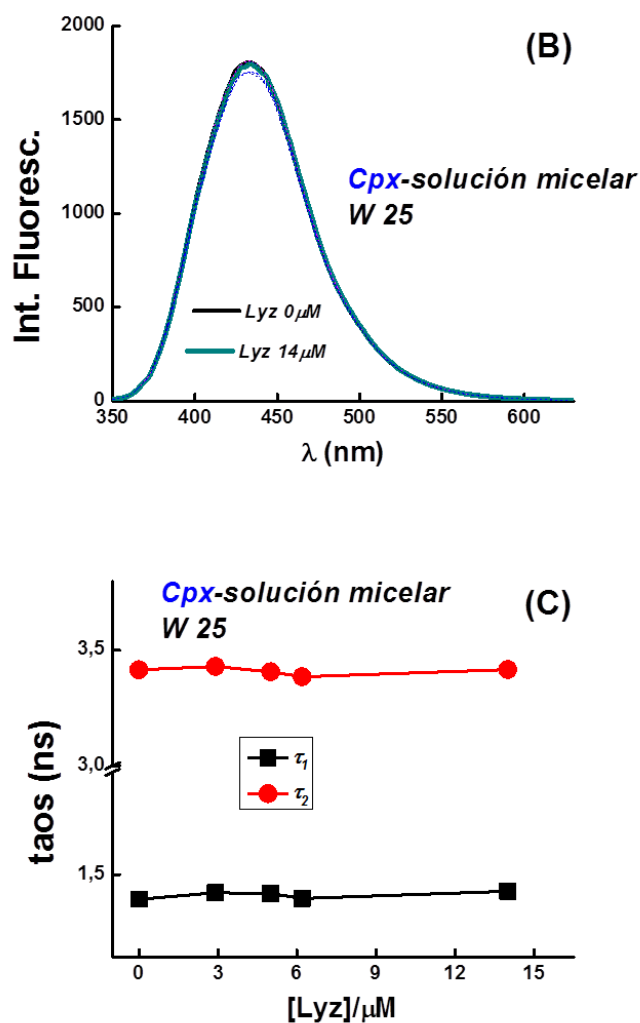 (B)
2000
1500
1000
500
0
Int. Fluoresc.
Cpx-solución micelar
W 25
Lyz 0µM
Lyz 14µM
350 400 450 500 550 600
λ (nm)
Cpx-solución micelar
W 25
(C)
3,5
3,0
1,5
taos (ns)
τ1
τ2
0 3 6 9 12 15
[Lyz]/µM